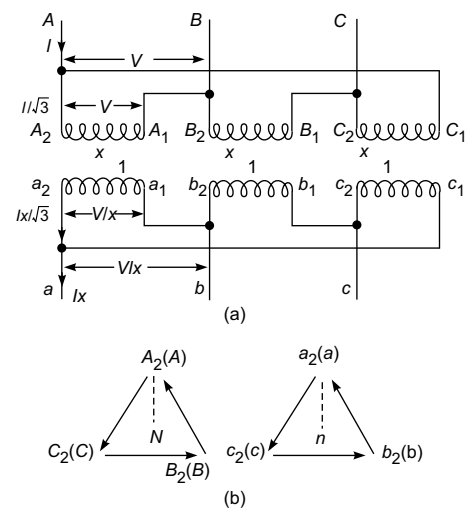 A B C
I V
I/√3 V
A₂ A₁ B₂ B₁ C₂ C₁
x x x
1 1 1
a₂ a₁ b₂ b₁ c₂ c₁
Ix/√3 V/x
V/x
a Ix b c
(a)
A₂(A) a₂(a)
N n
C₂(C) B₂(B) c₂(c) b₂(b)
(b)